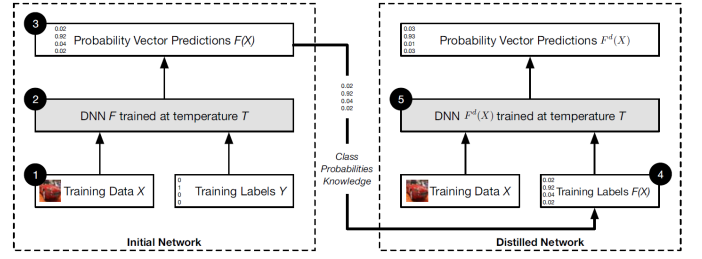 3
0.02
0.92
0.04
0.02
Probability Vector Predictions F(X)
2
DNN F trained at temperature T
1
Training Data X
0
1
0
0
Training Labels Y
Initial Network
0.02
0.92
0.04
0.02
Class
Probabilities
Knowledge
0.03
0.93
0.01
0.03
Probability Vector Predictions F^d(X)
5
DNN F^d(X) trained at temperature T
Training Data X
4
0.02
0.92
0.04
0.02
Training Labels F(X)
Distilled Network